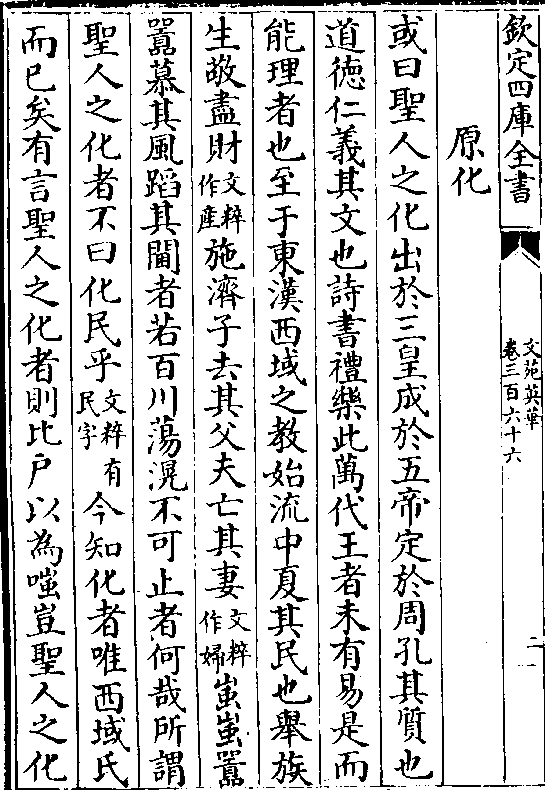 欽定四庫全書
文苑英華
卷三百六十六
二
原化
或曰聖人之化出於三皇成於五帝定於周孔其質也
道徳仁義其文也詩書禮樂此萬代王者未有易是而
能理者也至于東漢西域之教始流中夏其民也舉族
生敬盡財文粹作産施濟子去其父夫亡其妻文粹作婦蚩蚩嚚
嚚慕其風蹈其閫者若百川蕩滉不可止者何哉所謂
聖人之化者不曰化民乎文粹有民字今知化者唯西域氏
而已矣有言聖人之化者則比户以為嗤豈聖人之化